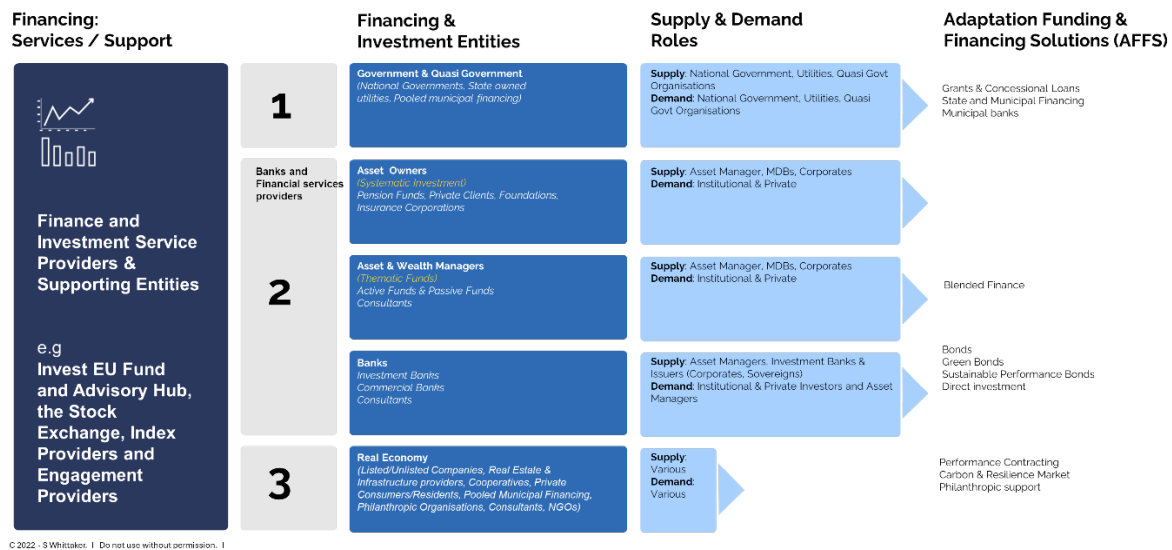 Financing:
Services / Support
Financing &
Investment Entities
Supply & Demand
Roles
Adaptation Funding &
Financing Solutions (AFFS)
Finance and
Investment Service
Providers &
Supporting Entities
e.g
Invest EU Fund
and Advisory Hub,
the Stock
Exchange, Index
Providers and
Engagement
Providers
1
Government & Quasi Government
(National Governments, State owned
utilities, Pooled municipal financing)
Supply: National Government, Utilities, Quasi Govt
Organisations
Demand: National Government, Utilities, Quasi
Govt Organisations
Grants & Concessional Loans
State and Municipal Financing
Municipal banks
Banks and
Financial services
providers
2
Asset Owners
(Systematic Investment)
Pension Funds, Private Clients, Foundations,
Insurance Corporations
Supply: Asset Manager, MDBs, Corporates
Demand: Institutional & Private
Asset & Wealth Managers
(Thematic Funds)
Active Funds & Passive Funds
Consultants
Supply: Asset Manager, MDBs, Corporates
Demand: Institutional & Private
Blended Finance
Banks
Investment Banks
Commercial Banks
Consultants
Supply: Asset Managers, Investment Banks &
Issuers (Corporates, Sovereigns)
Demand: Institutional & Private Investors and Asset
Managers
Bonds
Green Bonds
Sustainable Performance Bonds
Direct investment
3
Real Economy
(Listed/Unlisted Companies, Real Estate &
Infrastructure providers, Cooperatives, Private
Consumers/Residents, Pooled Municipal Financing,
Philanthropic Organisations, Consultants, NGOs)
Supply:
Various
Demand:
Various
Performance Contracting
Carbon & Resilience Market
Philanthropic support
C 2022 - S Whittaker. I Do not use without permission. I